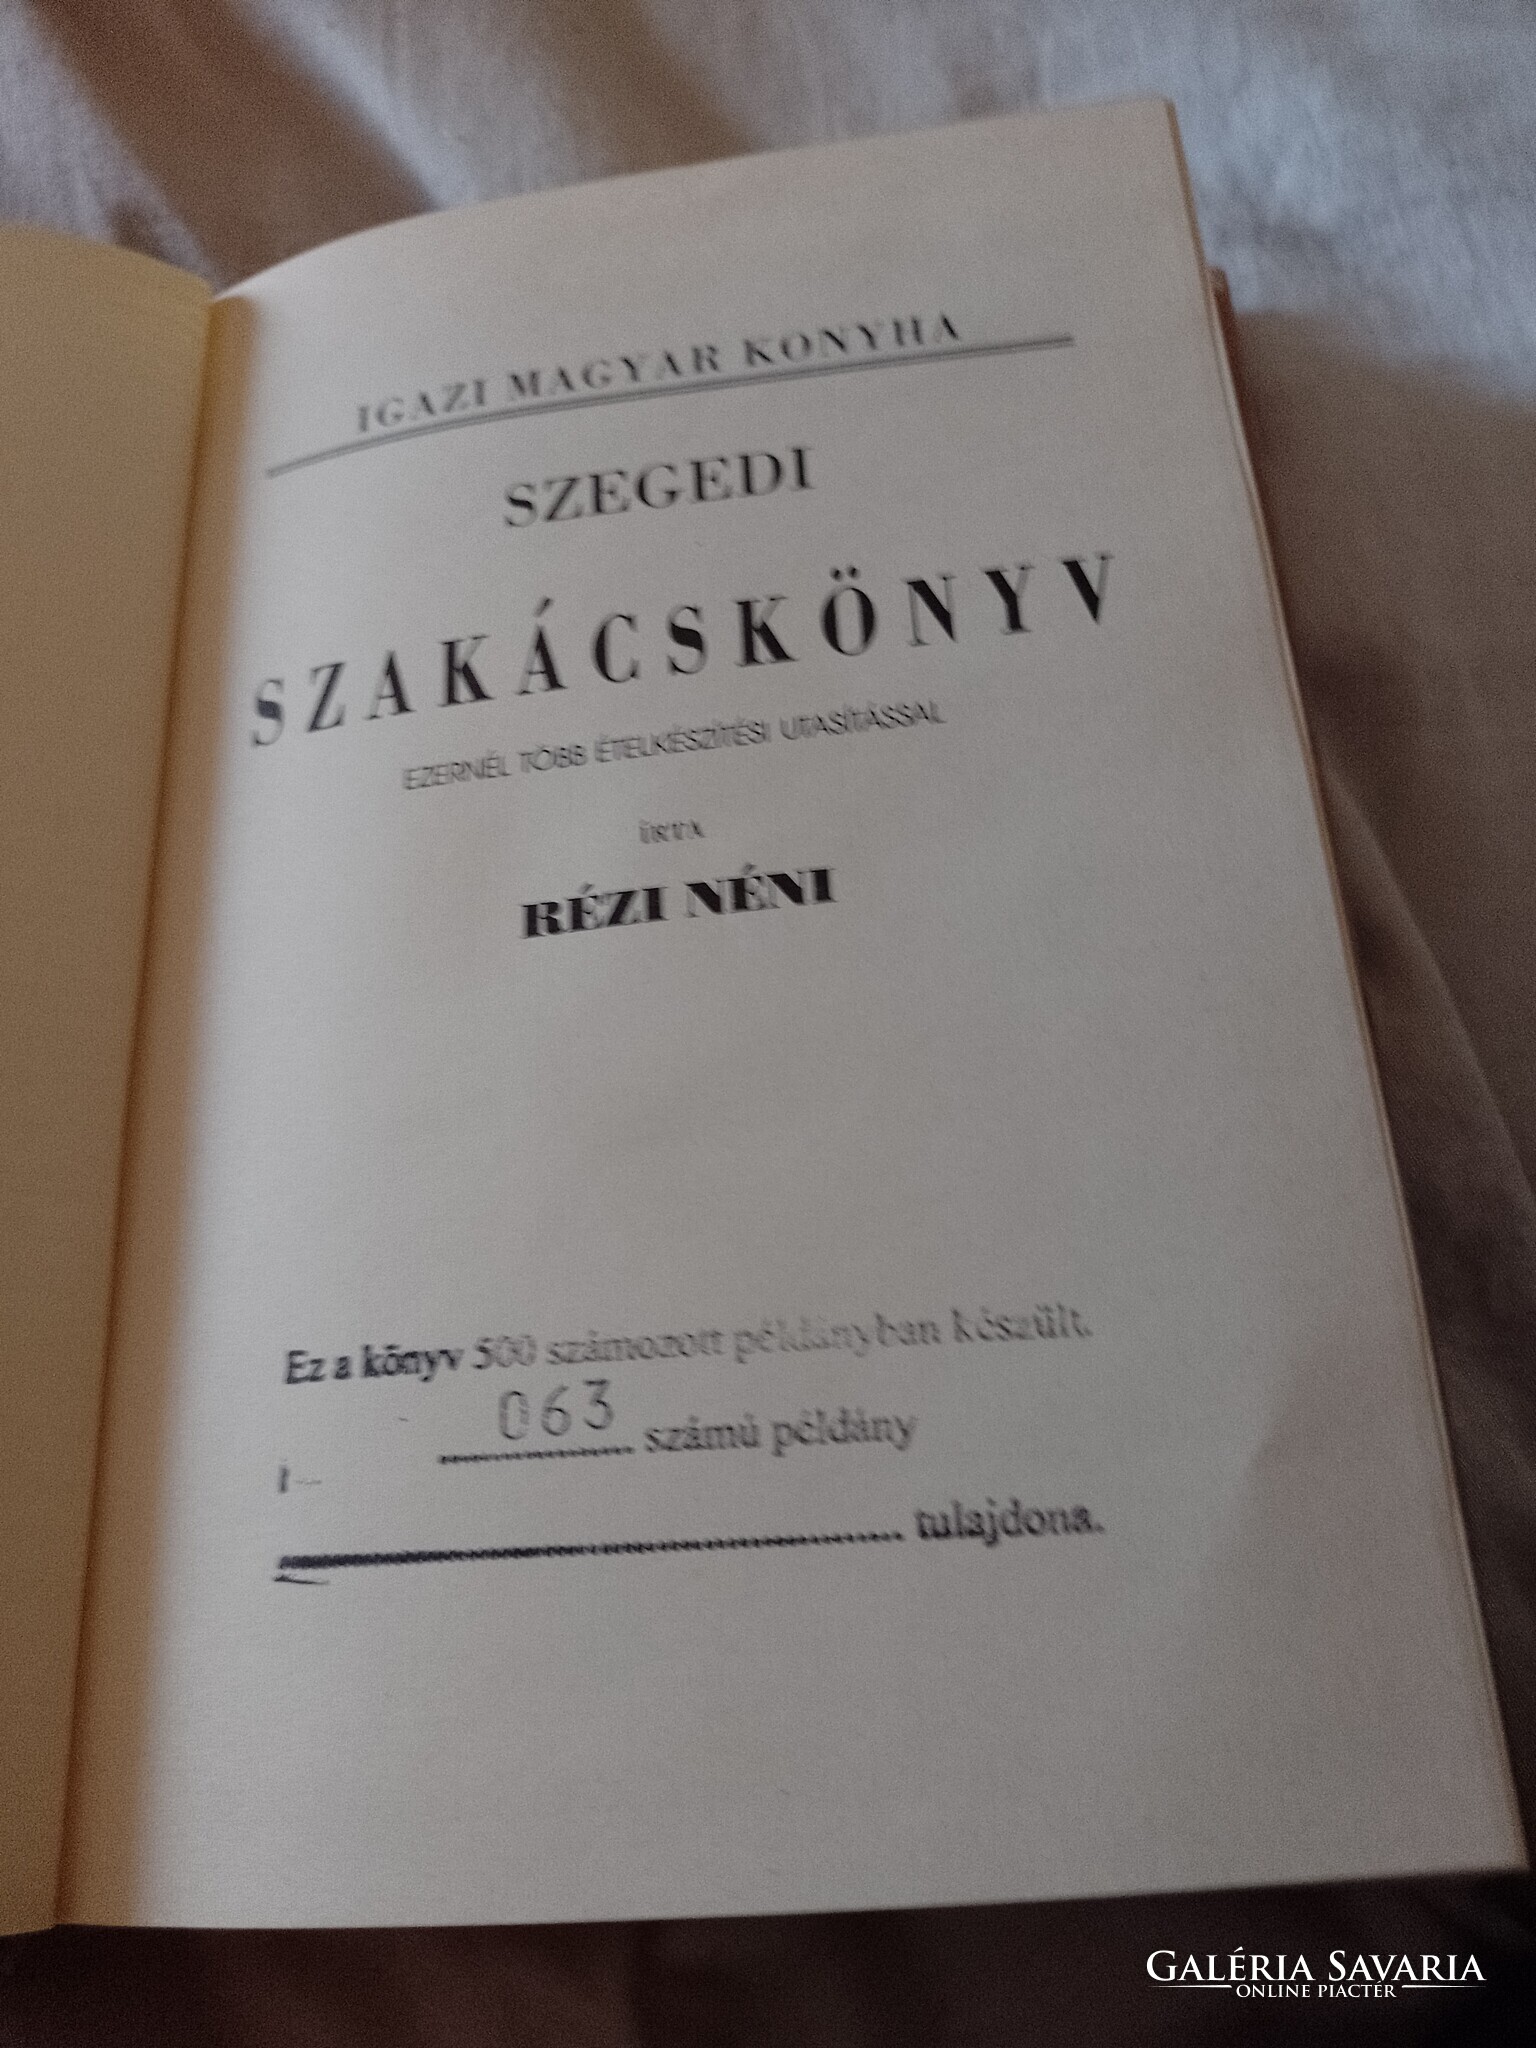 IGAZI MAGYAR KONYHA
SZEGEDI
SZAKÁCSKÖNYV
EZERNÉL TÖBB ÉTELKÉSZÍTÉSI UTASÍTÁSSAL
ÍRTA
RÉZI NÉNI
Ez a könyv 500 számozott példányban készűlt.
063 számú példány
tulajdona.
GALÉRIA SAVARIA
ONLINE PIACTÉR